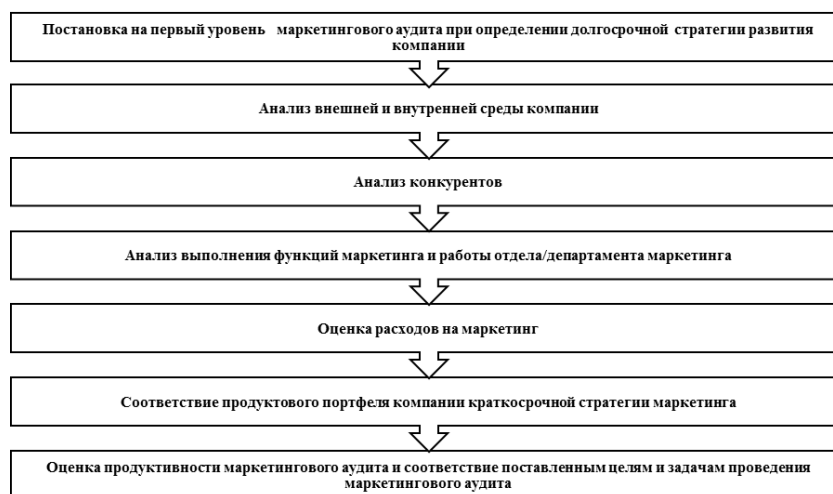 Постановка на первый уровень маркетингового аудита при определении долгосрочной стратегии развития
компании
Анализ внешней и внутренней среды компании
Анализ конкурентов
Анализ выполнения функций маркетинга и работы отдела/департамента маркетинга
Оценка расходов на маркетинг
Соответствие продуктового портфеля компании краткосрочной стратегии маркетинга
Оценка продуктивности маркетингового аудита и соответствие поставленным целям и задачам проведения
маркетингового аудита